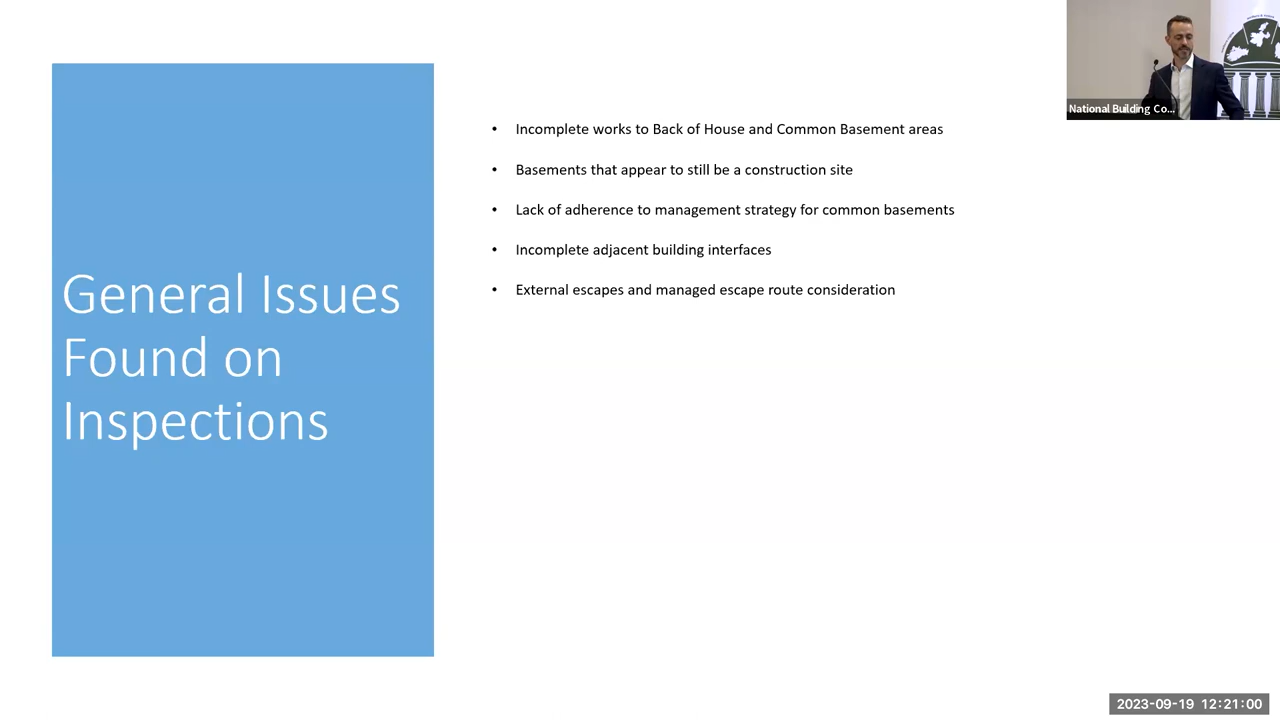 General Issues
Found on
Inspections
• Incomplete works to Back of House and Common Basement areas
• Basements that appear to still be a construction site
• Lack of adherence to management strategy for common basements
• Incomplete adjacent building interfaces
• External escapes and managed escape route consideration
National Building Co...
2023-09-19 12:21:00